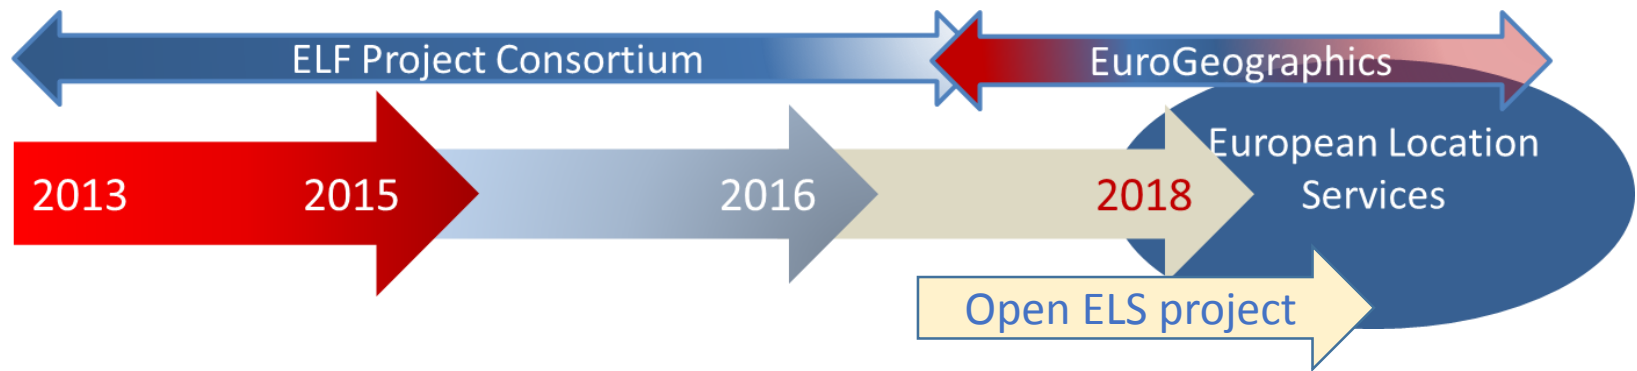 ELF Project Consortium
EuroGeographics
2013
2015
2016
2018
European Location
Services
Open ELS project